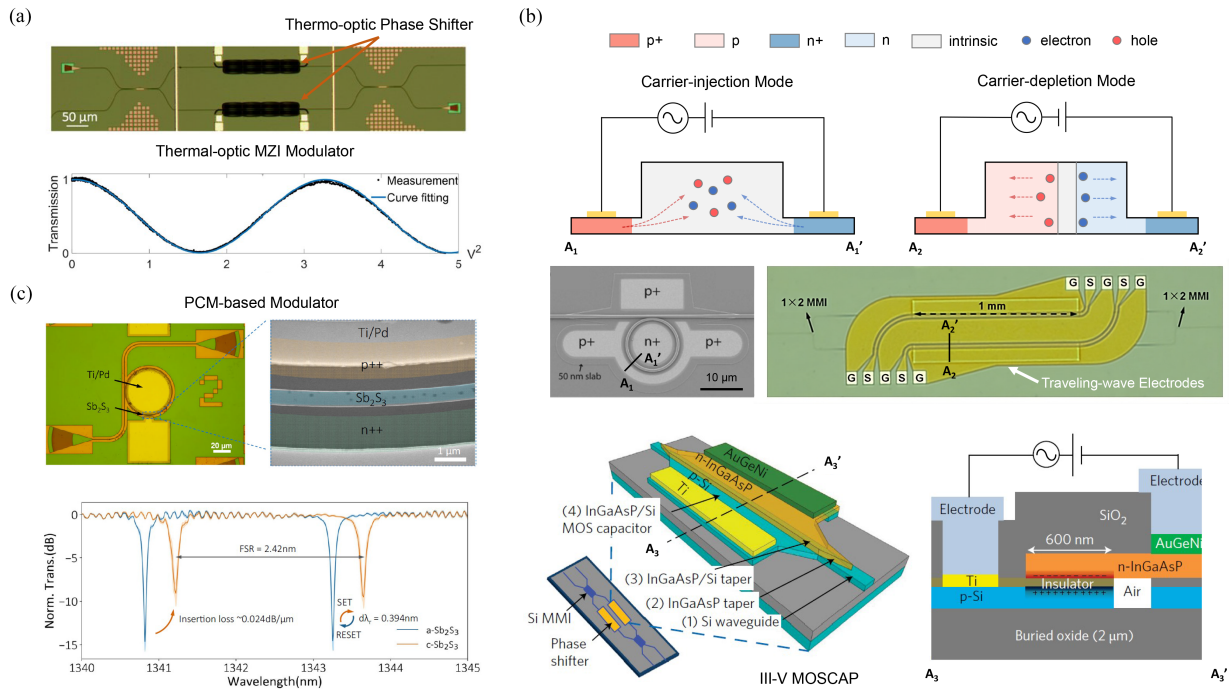 (a)
Thermo-optic Phase Shifter
50 μm
Thermal-optic MZI Modulator
Transmission
1
0
Measurement
Curve fitting
0 1 2 3 4 5
V²
(b)
p+ p n+ n intrinsic electron hole
Carrier-injection Mode
A₁ A₁’
Carrier-depletion Mode
A₂ A₂’
p+
p+ n+ p+
A₁’
A₁
50 nm slab
10 μm
1×2 MMI
G S G S G
1 mm
A₂’
A₂
1×2 MMI
G S G S G
Traveling-wave Electrodes
AuGeNi
A₃’
n-InGaAsP
p-Si
Ti
(4) InGaAsP/Si
MOS capacitor
A₃
(3) InGaAsP/Si taper
(2) InGaAsP taper
(1) Si waveguide
Si MMI
Phase
shifter
III-V MOSCAP
Electrode
Electrode
SiO₂
600 nm
AuGeNi
n-InGaAsP
Ti
Insulator
p-Si
Air
Buried oxide (2 μm)
A₃ A₃’
(c)
PCM-based Modulator
Ti/Pd
Sb₂S₃
20 μm
Ti/Pd
p++
Sb₂S₃
n++
1 μm
Norm. Trans.(dB)
0
−5
−10
−15
FSR = 2.42nm
Insertion loss ~0.024dB/μm
SET
RESET
dλᵣ = 0.394nm
a-Sb₂S₃
c-Sb₂S₃
1340 1341 1342 1343 1344 1345
Wavelength(nm)